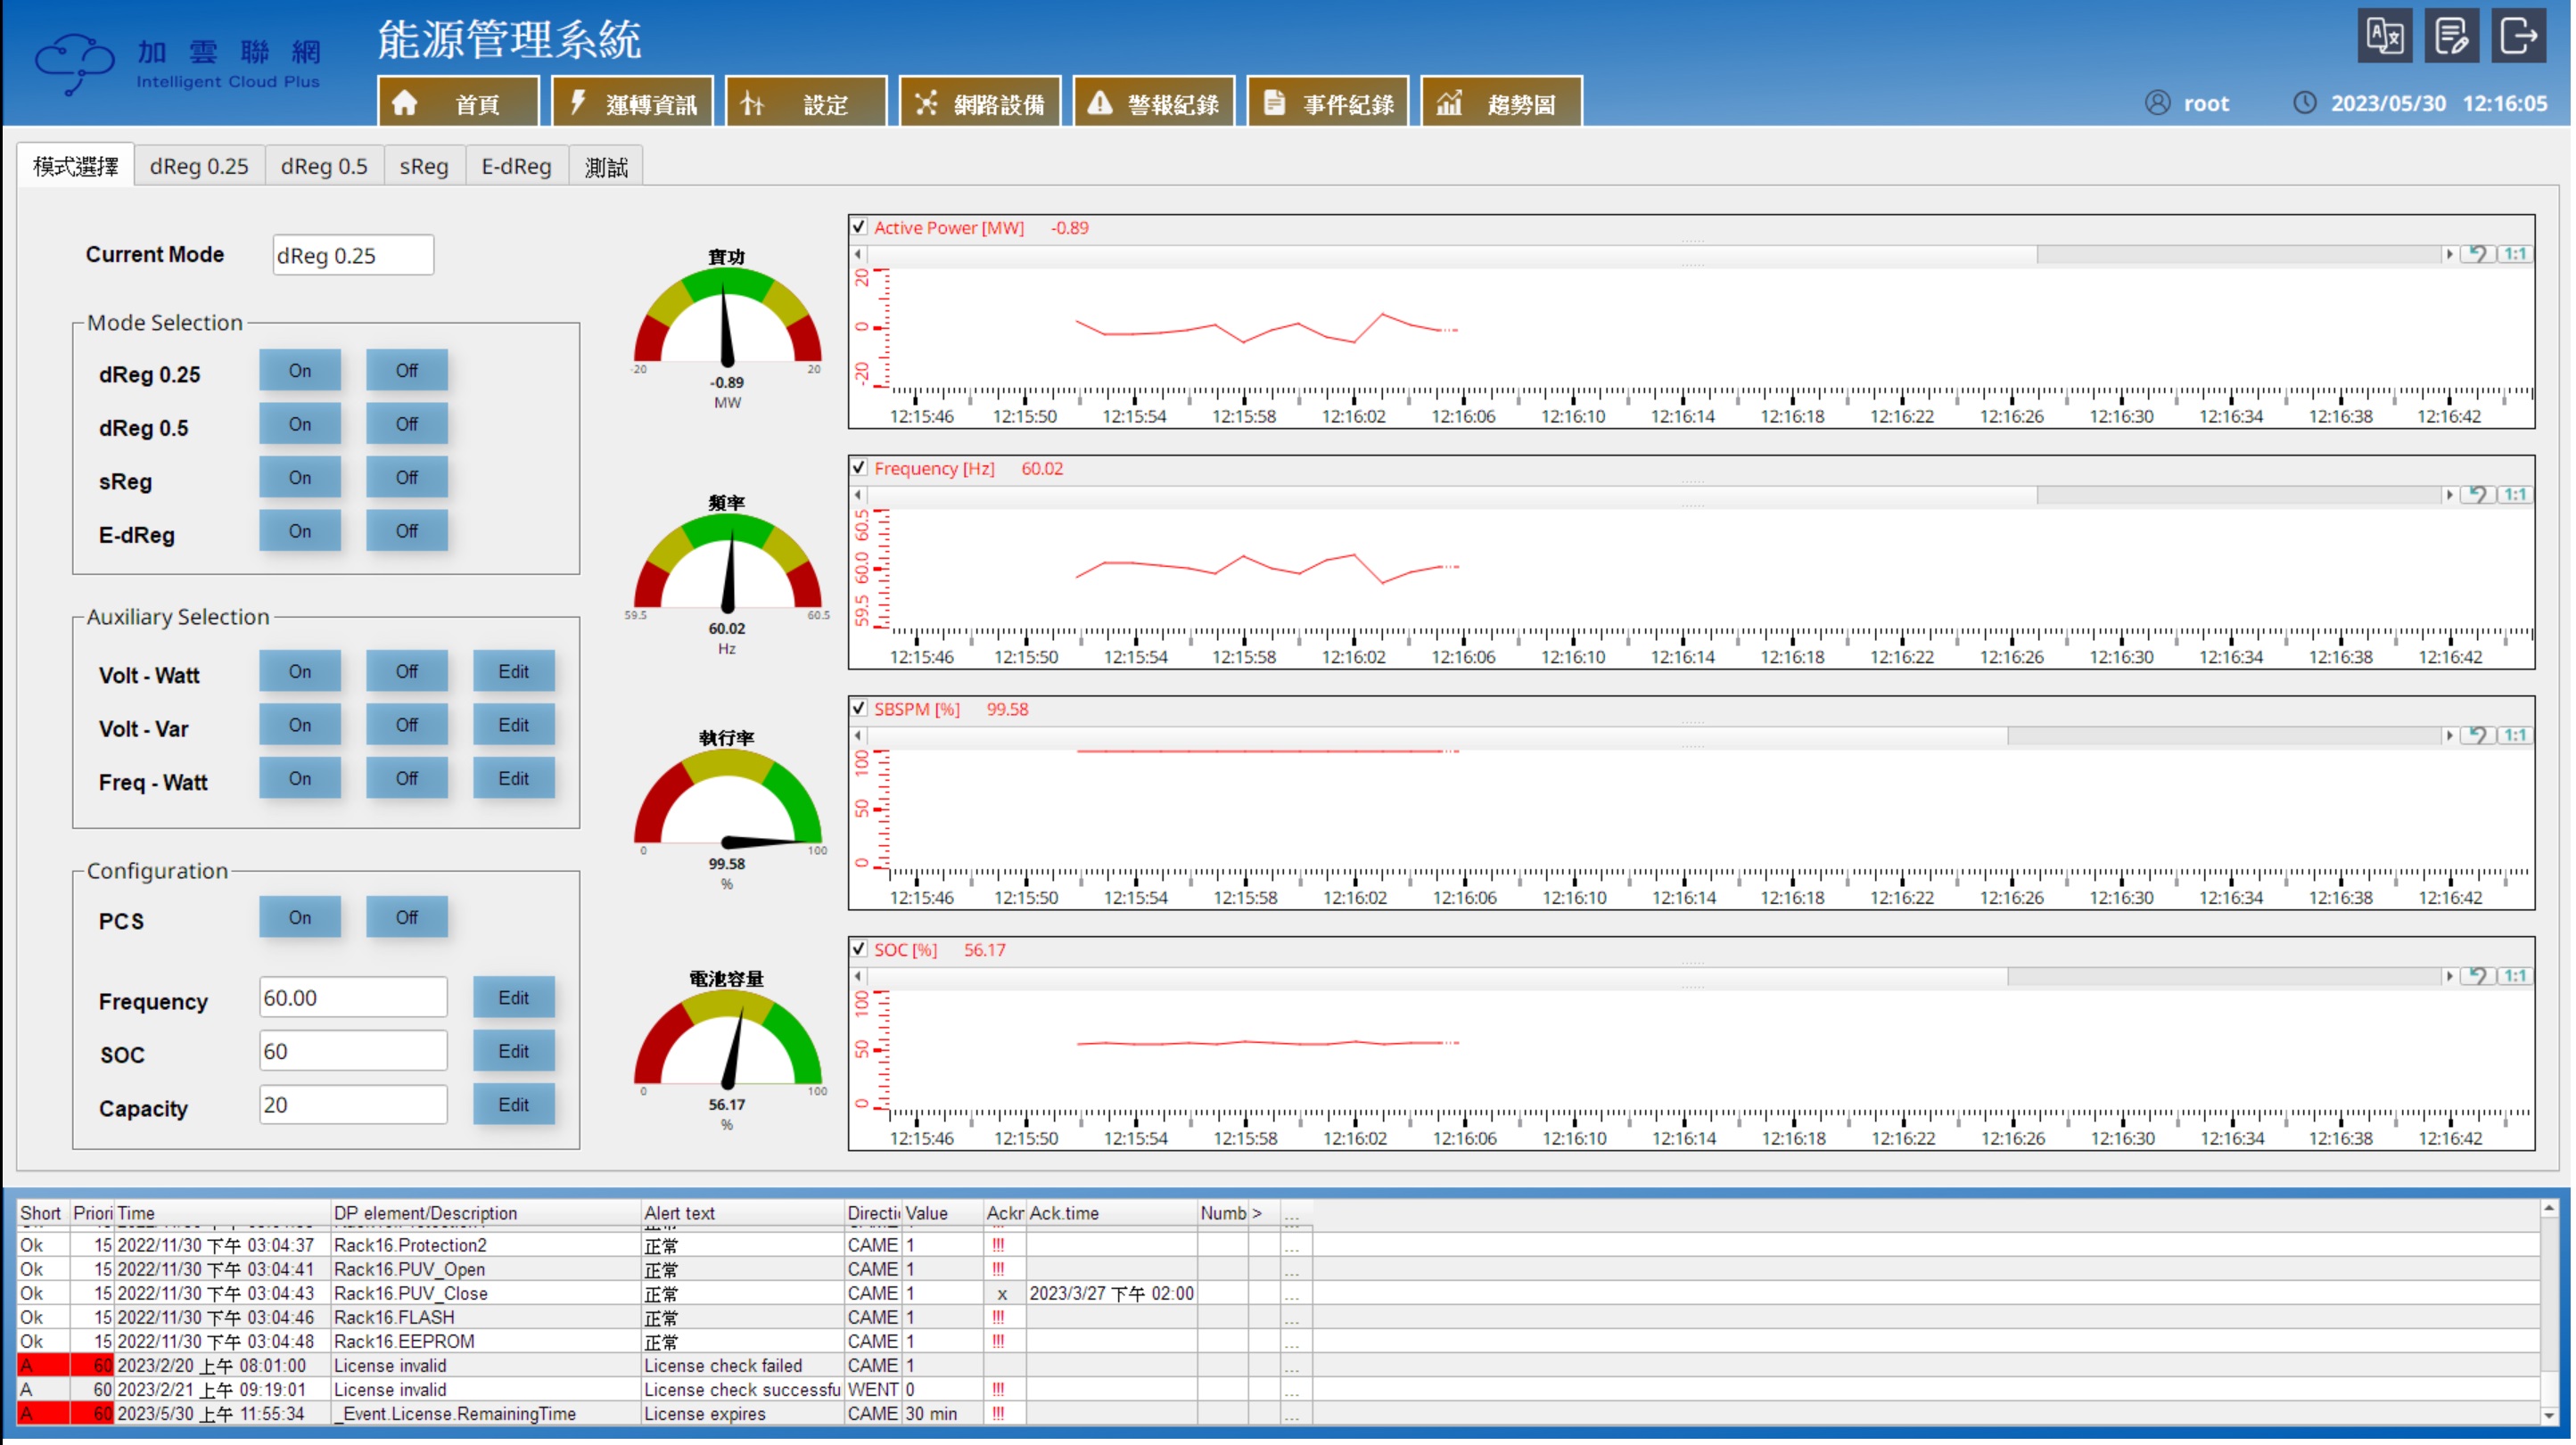 加雲聯網
Intelligent Cloud Plus
能源管理系統
首頁 運轉資訊 設定 網路設備 警報紀錄 事件紀錄 趨勢圖
root 2023/05/30 12:16:05
模式選擇 dReg 0.25 dReg 0.5 sReg E-dReg 測試
Current Mode dReg 0.25
Mode Selection
dReg 0.25 On Off
dReg 0.5 On Off
sReg On Off
E-dReg On Off
Auxiliary Selection
Volt - Watt On Off Edit
Volt - Var On Off Edit
Freq - Watt On Off Edit
Configuration
PCS On Off
Frequency 60.00 Edit
SOC 60 Edit
Capacity 20 Edit
實功
-20 20
-0.89
MW
頻率
59.5 60.5
60.02
Hz
執行率
0 100
99.58
%
電池容量
0 100
56.17
%
Active Power [MW] -0.89
1:1
20
0
-20
12:15:46 12:15:50 12:15:54 12:15:58 12:16:02 12:16:06 12:16:10 12:16:14 12:16:18 12:16:22 12:16:26 12:16:30 12:16:34 12:16:38 12:16:42
Frequency [Hz] 60.02
1:1
60.5
60.0
59.5
12:15:46 12:15:50 12:15:54 12:15:58 12:16:02 12:16:06 12:16:10 12:16:14 12:16:18 12:16:22 12:16:26 12:16:30 12:16:34 12:16:38 12:16:42
SBSPM [%] 99.58
1:1
100
50
0
12:15:46 12:15:50 12:15:54 12:15:58 12:16:02 12:16:06 12:16:10 12:16:14 12:16:18 12:16:22 12:16:26 12:16:30 12:16:34 12:16:38 12:16:42
SOC [%] 56.17
1:1
100
50
0
12:15:46 12:15:50 12:15:54 12:15:58 12:16:02 12:16:06 12:16:10 12:16:14 12:16:18 12:16:22 12:16:26 12:16:30 12:16:34 12:16:38 12:16:42
Short Priori Time DP element/Description Alert text Directi Value Ackr Ack.time Numb > ...
Ok 15 2022/11/30 下午 03:04:37 Rack16.Protection2 正常 CAME 1 !!! ...
Ok 15 2022/11/30 下午 03:04:41 Rack16.PUV_Open 正常 CAME 1 !!! ...
Ok 15 2022/11/30 下午 03:04:43 Rack16.PUV_Close 正常 CAME 1 x 2023/3/27 下午 02:00 ...
Ok 15 2022/11/30 下午 03:04:46 Rack16.FLASH 正常 CAME 1 !!! ...
Ok 15 2022/11/30 下午 03:04:48 Rack16.EEPROM 正常 CAME 1 !!! ...
A 60 2023/2/20 上午 08:01:00 License invalid License check failed CAME 1 ...
A 60 2023/2/21 上午 09:19:01 License invalid License check successfu WENT 0 !!! ...
A 60 2023/5/30 上午 11:55:34 _Event.License.RemainingTime License expires CAME 30 min !!! ...